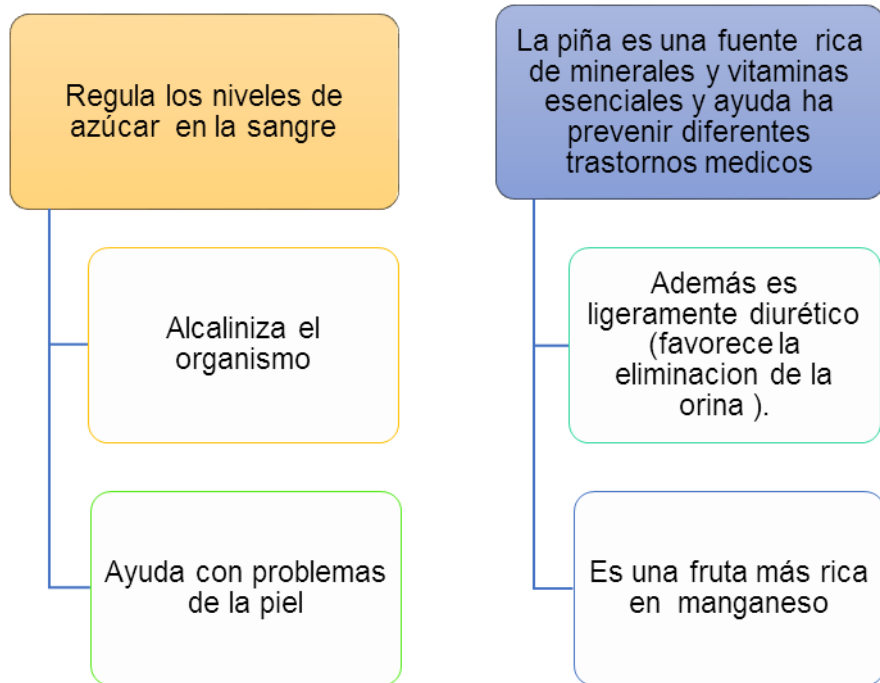 Regula los niveles de
azúcar en la sangre
Alcaliniza el
organismo
Ayuda con problemas
de la piel
La piña es una fuente rica
de minerales y vitaminas
esenciales y ayuda ha
prevenir diferentes
trastornos medicos
Además es
ligeramente diurético
(favorece la
eliminacion de la
orina ).
Es una fruta más rica
en manganeso